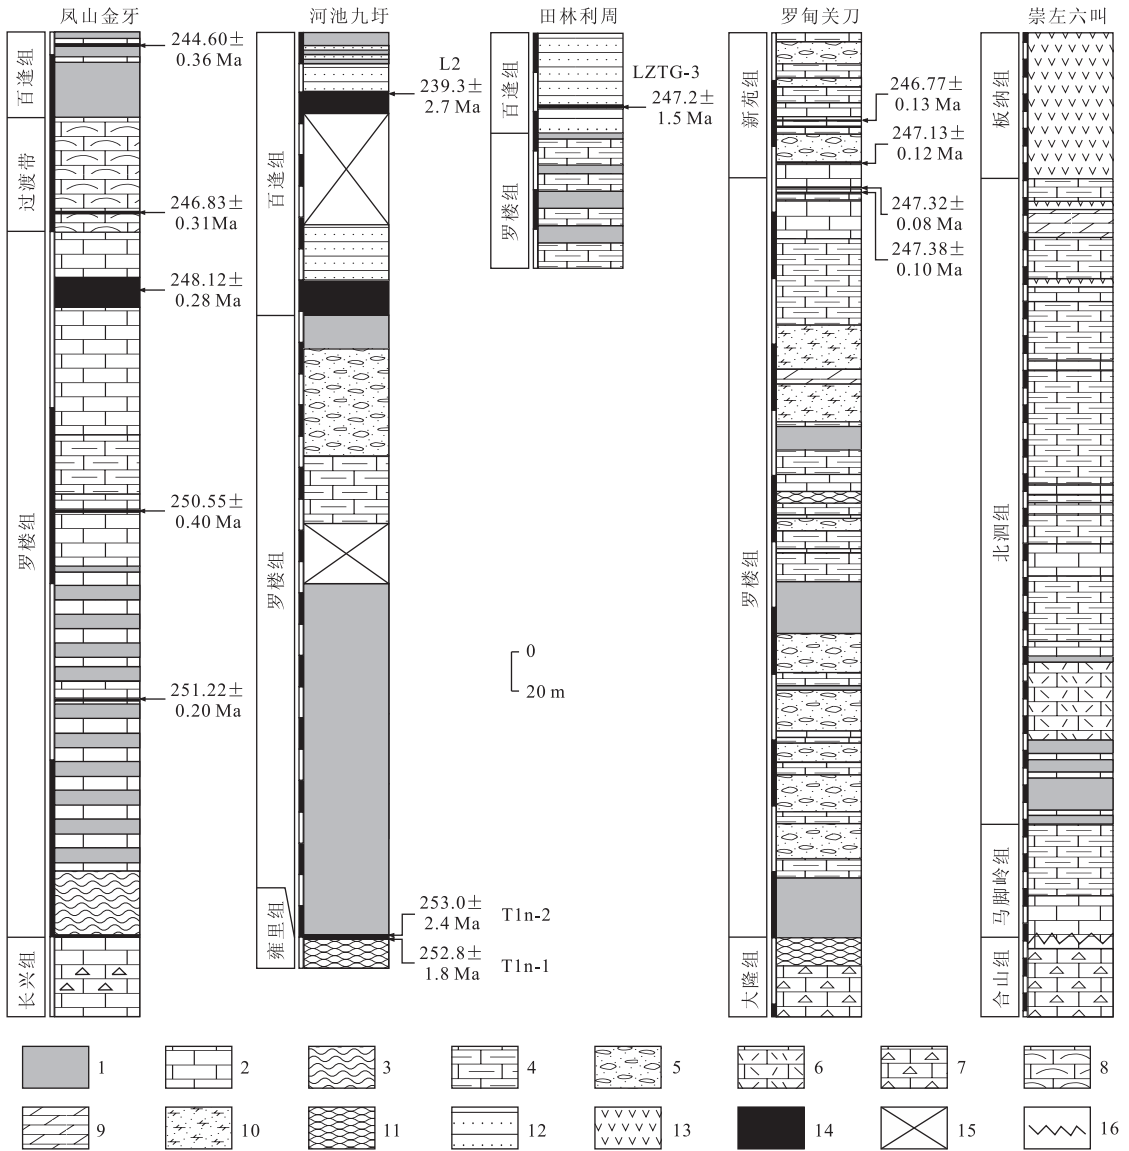 凤山金牙
河池九圩
田林利周
罗甸关刀
崇左六叫
百逢组
过渡带
罗楼组
长兴组
244.60±
0.36 Ma
246.83±
0.31Ma
248.12±
0.28 Ma
250.55±
0.40 Ma
251.22±
0.20 Ma
百逢组
罗楼组
雍里组
L2
239.3±
2.7 Ma
253.0±
2.4 Ma
T1n-2
252.8±
1.8 Ma
T1n-1
百逢组
罗楼组
LZTG-3
247.2±
1.5 Ma
0
20 m
新苑组
罗楼组
大隆组
246.77±
0.13 Ma
247.13±
0.12 Ma
247.32±
0.08 Ma
247.38±
0.10 Ma
板纳组
北泗组
马脚岭组
合山组
1
2
3
4
5
6
7
8
9
10
11
12
13
14
15
16